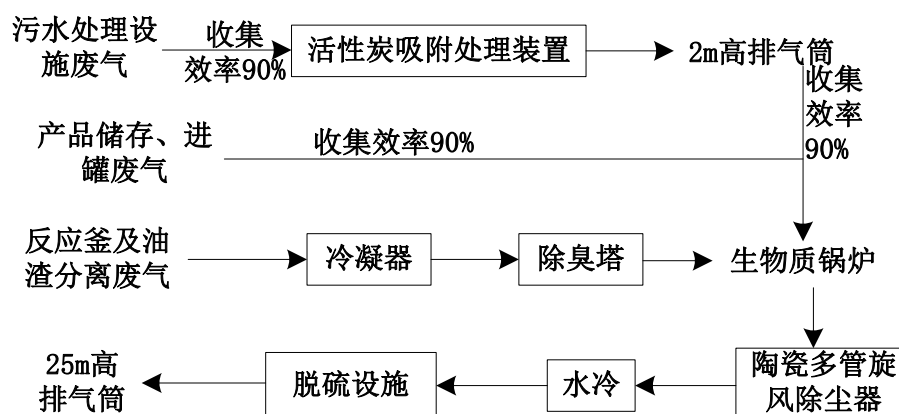 污水处理设
施废气
收集
效率90%
活性炭吸附处理装置
2m高排气筒
收集
效率
90%
产品储存、进
罐废气
收集效率90%
反应釜及油
渣分离废气
冷凝器
除臭塔
生物质锅炉
25m高
排气筒
脱硫设施
水冷
陶瓷多管旋
风除尘器